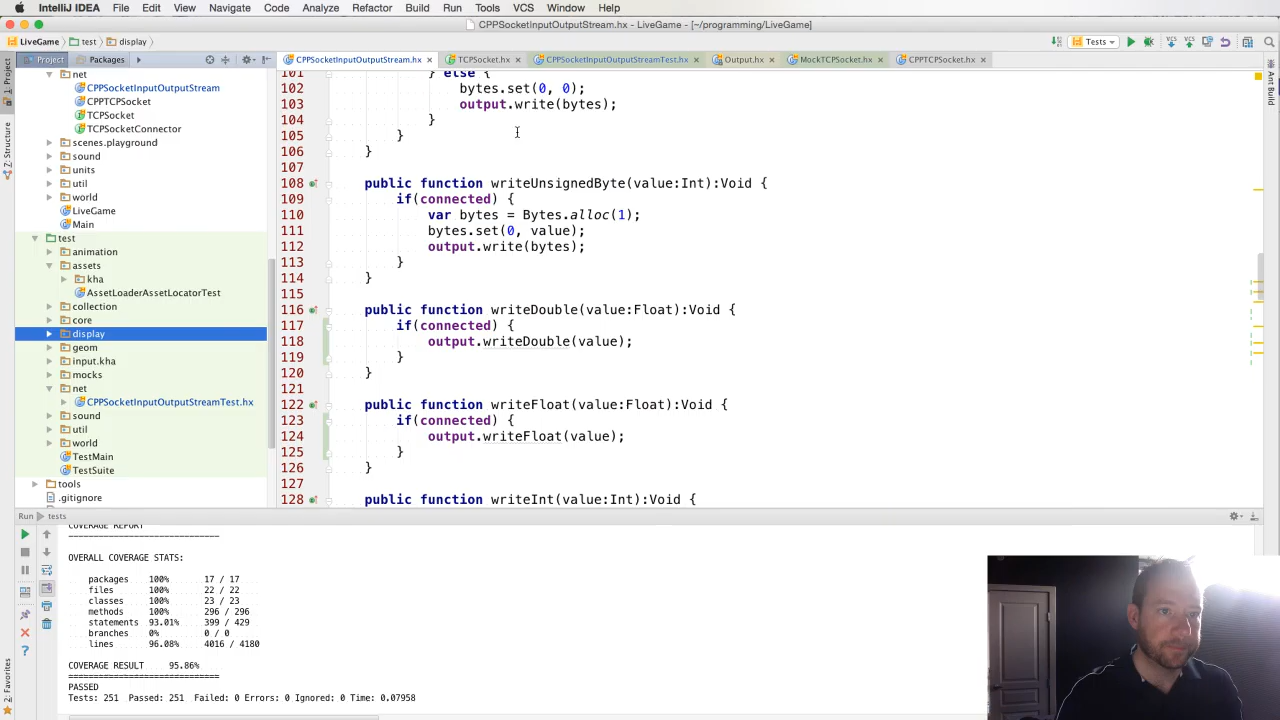 IntelliJ IDEA File Edit View Navigate Code Analyze Refactor Build Run Tools VCS Window Help
CPPSocketInputOutputStream.hx - LiveGame - [~/programming/LiveGame]
LiveGame test display Tests
Project Packages
CPPSocketInputOutputStream.hx TCPSocket.hx CPPSocketInputOutputStreamTest.hx Output.hx MockTCPSocket.hx CPPTCPSocket.hx
1: Project
7: Structure
2: Favorites
Ant Build
net
CPPSocketInputOutputStream
CPPTCPSocket
TCPSocket
TCPSocketConnector
scenes.playground
sound
units
util
world
LiveGame
Main
test
animation
assets
kha
AssetLoaderAssetLocatorTest
collection
core
display
geom
input.kha
mocks
net
CPPSocketInputOutputStreamTest.hx
sound
util
world
TestMain
TestSuite
tools
.gitignore
101 } else {
102 bytes.set(0, 0);
103 output.write(bytes);
104 }
105 }
106 }
107
108 public function writeUnsignedByte(value:Int):Void {
109 if(connected) {
110 var bytes = Bytes.alloc(1);
111 bytes.set(0, value);
112 output.write(bytes);
113 }
114 }
115
116 public function writeDouble(value:Float):Void {
117 if(connected) {
118 output.writeDouble(value);
119 }
120 }
121
122 public function writeFloat(value:Float):Void {
123 if(connected) {
124 output.writeFloat(value);
125 }
126 }
127
128 public function writeInt(value:Int):Void {
Run tests
COVERAGE REPORT
------------------------------
OVERALL COVERAGE STATS:
packages 100% 17 / 17
files 100% 22 / 22
classes 100% 23 / 23
methods 100% 296 / 296
statements 93.01% 399 / 429
branches 0% 0 / 0
lines 96.08% 4016 / 4180
COVERAGE RESULT 95.86%
==============================
PASSED
Tests: 251 Passed: 251 Failed: 0 Errors: 0 Ignored: 0 Time: 0.07958